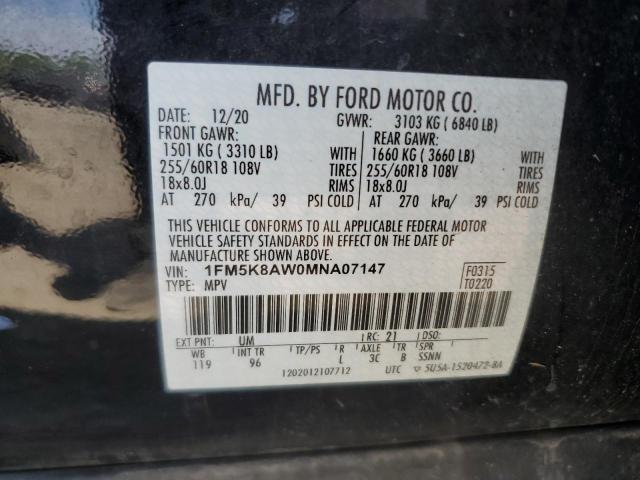 MFD. BY FORD MOTOR CO.
DATE: 12/20 GVWR: 3103 KG ( 6840 LB)
FRONT GAWR: REAR GAWR:
1501 KG ( 3310 LB) WITH 1660 KG ( 3660 LB) WITH
255/60R18 108V TIRES 255/60R18 108V TIRES
18x8.0J RIMS 18x8.0J RIMS
AT 270 kPa/ 39 PSI COLD AT 270 kPa/ 39 PSI COLD
THIS VEHICLE CONFORMS TO ALL APPLICABLE FEDERAL MOTOR
VEHICLE SAFETY STANDARDS IN EFFECT ON THE DATE OF
MANUFACTURE SHOWN ABOVE.
VIN: 1FM5K8AW0MNA07147 F0315
TYPE: MPV T0220
EXT PNT: UM RC: 21 DSO:
WB INT TR TP/PS R AXLE TR SPR
119 96 L 3C B SSNN
1202012107712 UTC 5U5A-1520472-BA